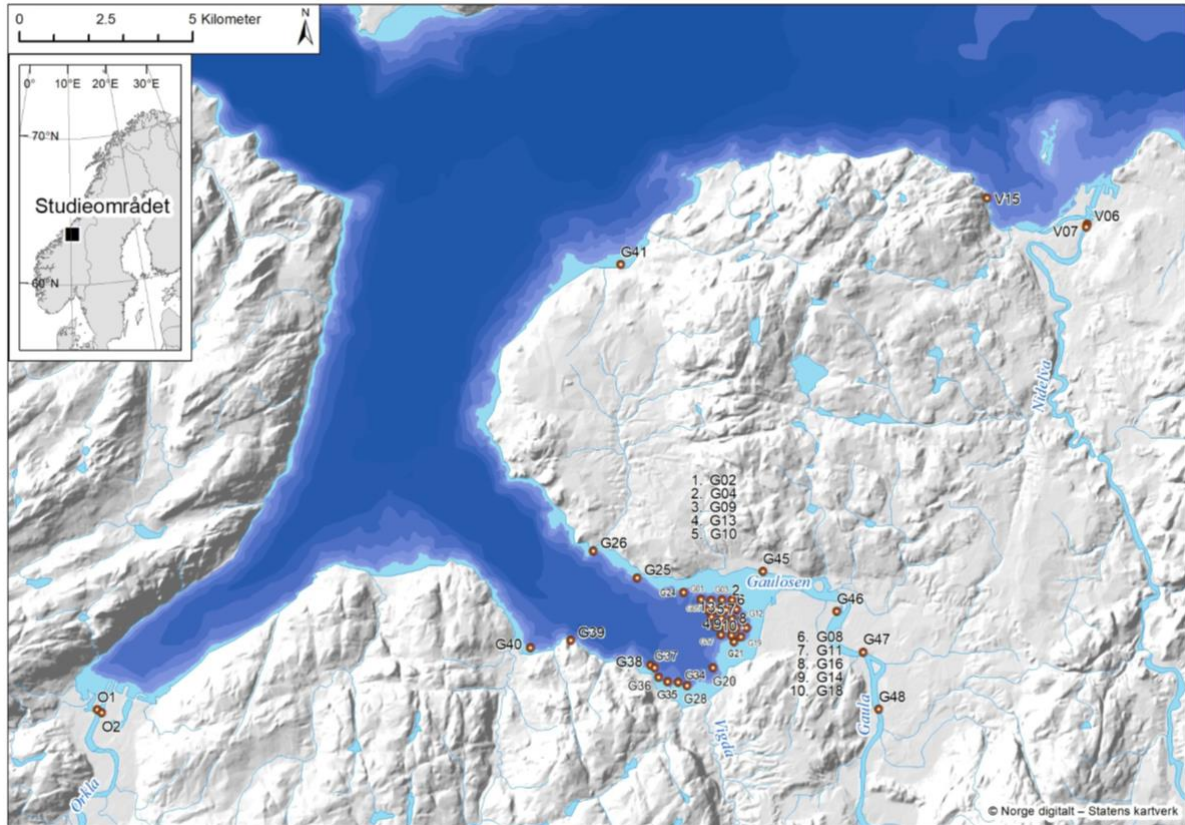 0 2.5 5 Kilometer
N
0° 10°E 20°E 30°E
70°N
Studieområdet
60°N
V15
V06
V07
G41
Nidelva
1. G02
2. G04
3. G09
4. G13
5. G10
G26
G45
G25
Gaulosen
2
G46
6. G08
7. G11
8. G16
9. G14
10. G18
G47
G21
G39
G40
G38
G37
G20
G34
G36
G35
G28
G48
O1
O2
Gaula
Vigda
Orkla
© Norge digitalt – Statens kartverk